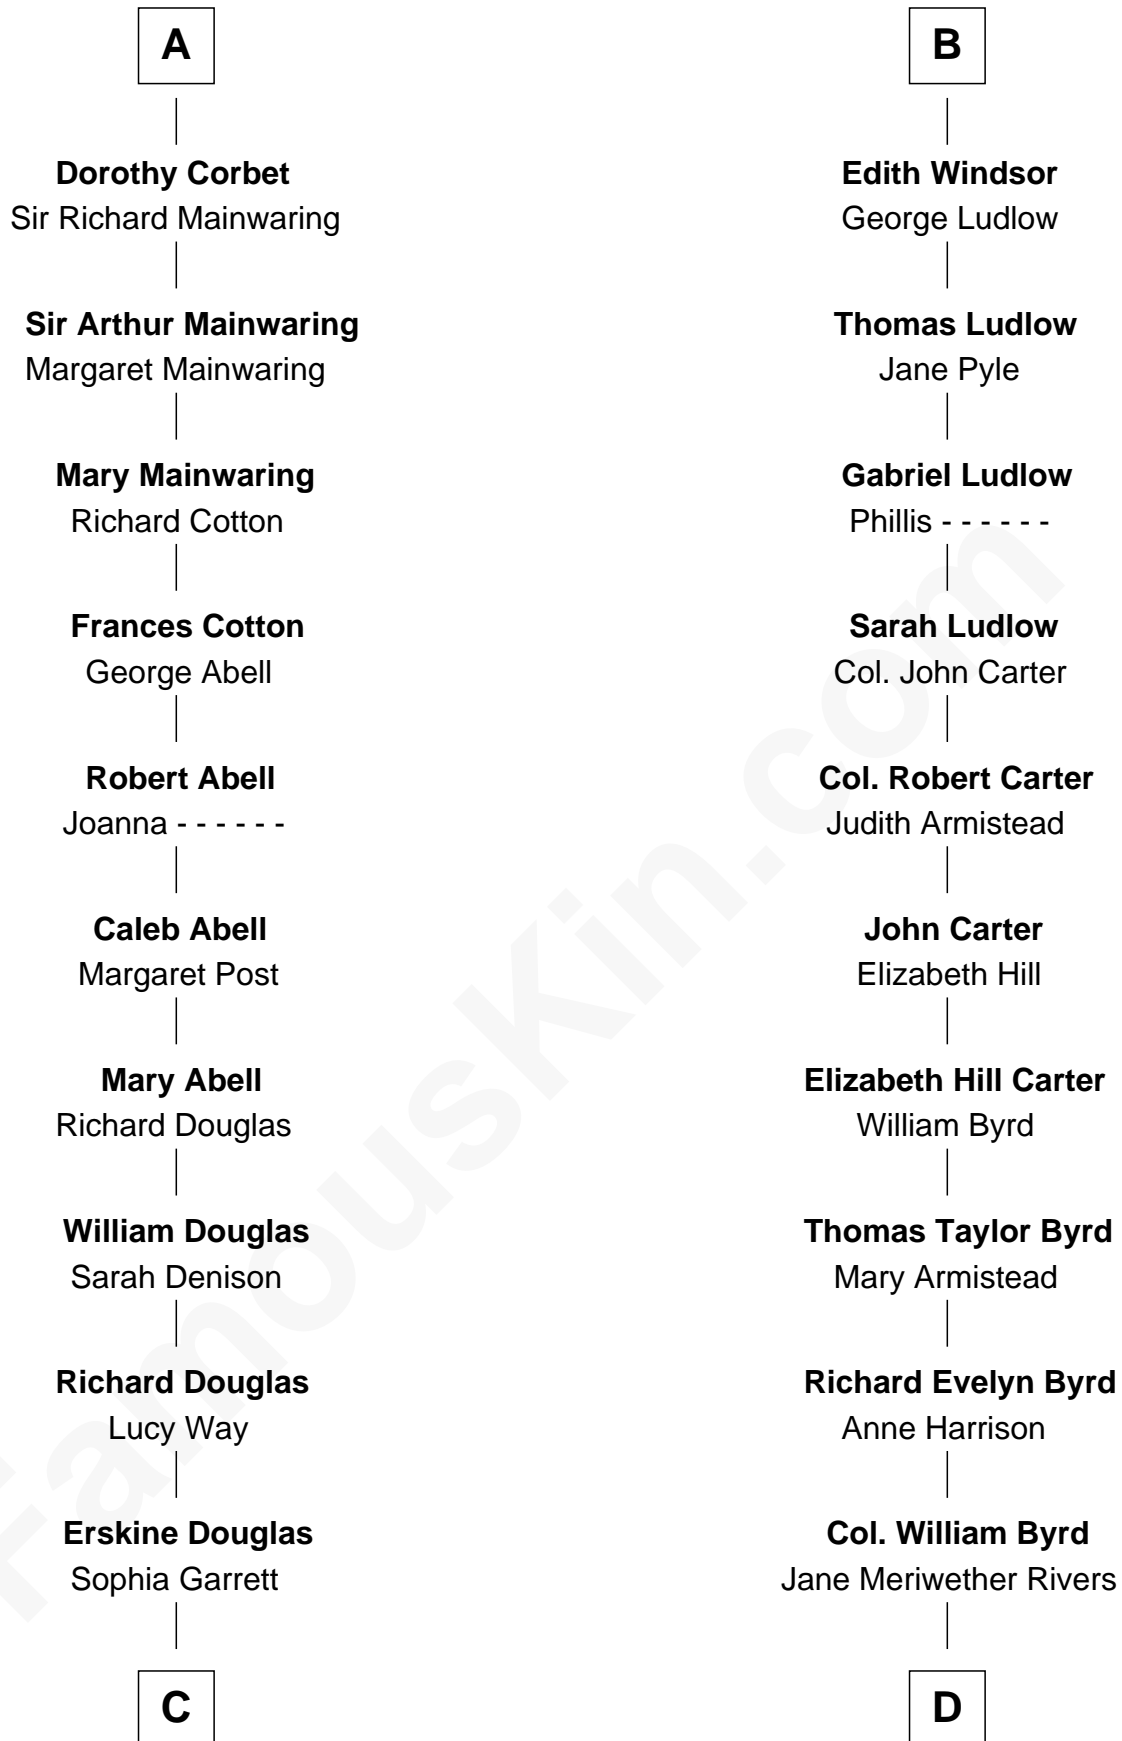 A
Dorothy Corbet
Sir Richard Mainwaring
Sir Arthur Mainwaring
Margaret Mainwaring
Mary Mainwaring
Richard Cotton
Frances Cotton
George Abell
Robert Abell
Joanna - - - - - -
Caleb Abell
Margaret Post
Mary Abell
Richard Douglas
William Douglas
Sarah Denison
Richard Douglas
Lucy Way
Erskine Douglas
Sophia Garrett
C
B
Edith Windsor
George Ludlow
Thomas Ludlow
Jane Pyle
Gabriel Ludlow
Phillis - - - - - -
Sarah Ludlow
Col. John Carter
Col. Robert Carter
Judith Armistead
John Carter
Elizabeth Hill
Elizabeth Hill Carter
William Byrd
Thomas Taylor Byrd
Mary Armistead
Richard Evelyn Byrd
Anne Harrison
Col. William Byrd
Jane Meriwether Rivers
D
FamousKin.com